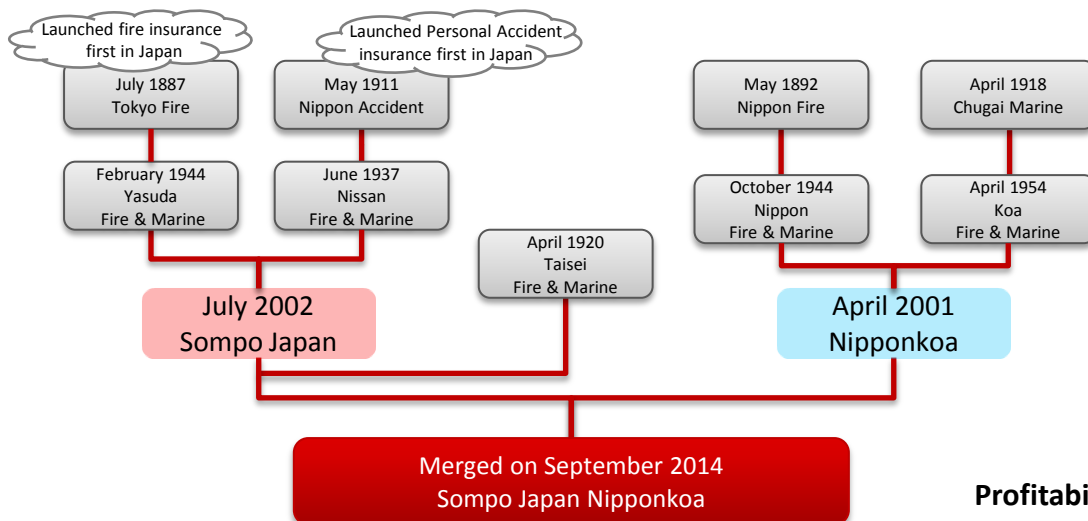 Launched fire insurance
first in Japan
Launched Personal Accident
insurance first in Japan
July 1887
Tokyo Fire
May 1911
Nippon Accident
May 1892
Nippon Fire
April 1918
Chugai Marine
February 1944
Yasuda
Fire & Marine
June 1937
Nissan
Fire & Marine
October 1944
Nippon
Fire & Marine
April 1954
Koa
Fire & Marine
April 1920
Taisei
Fire & Marine
July 2002
Sompo Japan
April 2001
Nipponkoa
Merged on September 2014
Sompo Japan Nipponkoa
Profitabi